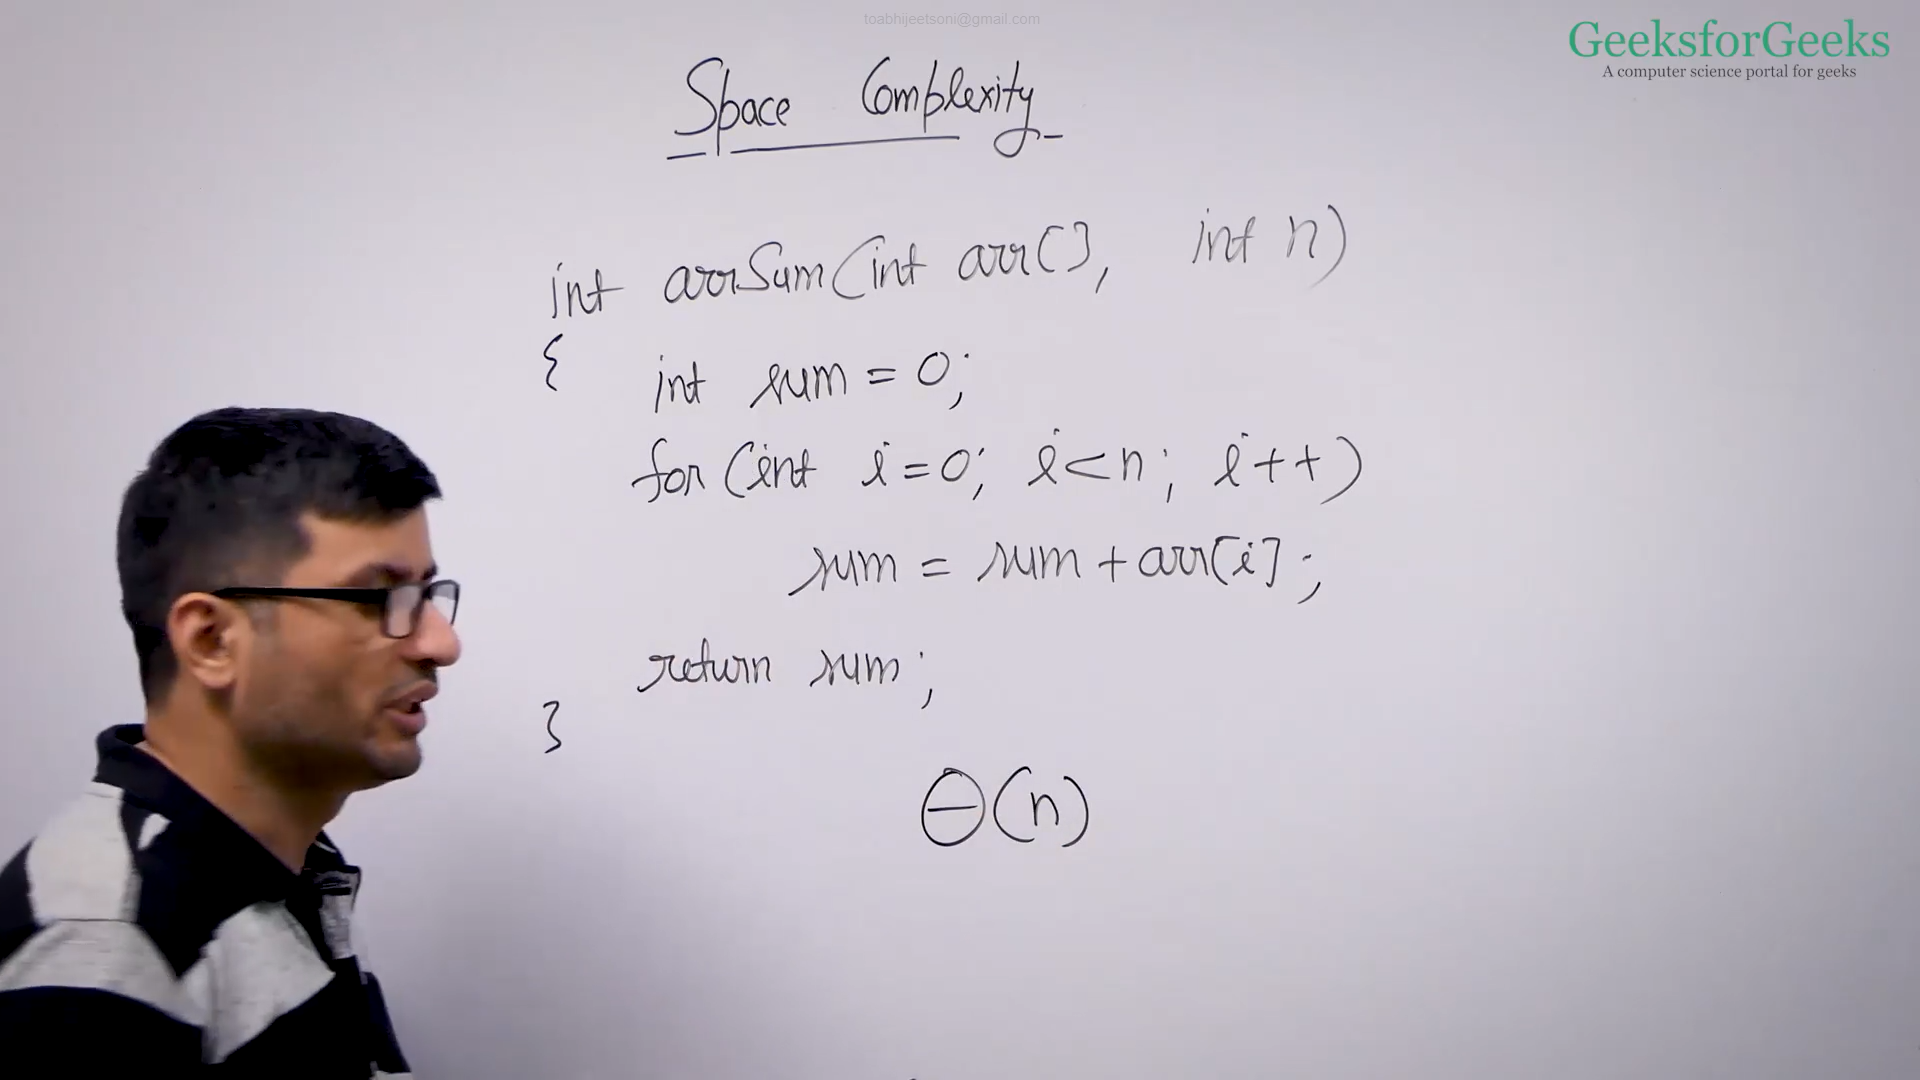 toabhijeetsoni@gmail.com
GeeksforGeeks
A computer science portal for geeks
Space Complexity
int arrSum(int arr[], int n)
{ int sum = 0;
for (int i=0; i<n; i++)
sum = sum + arr[i];
return sum;
}
Θ(n)